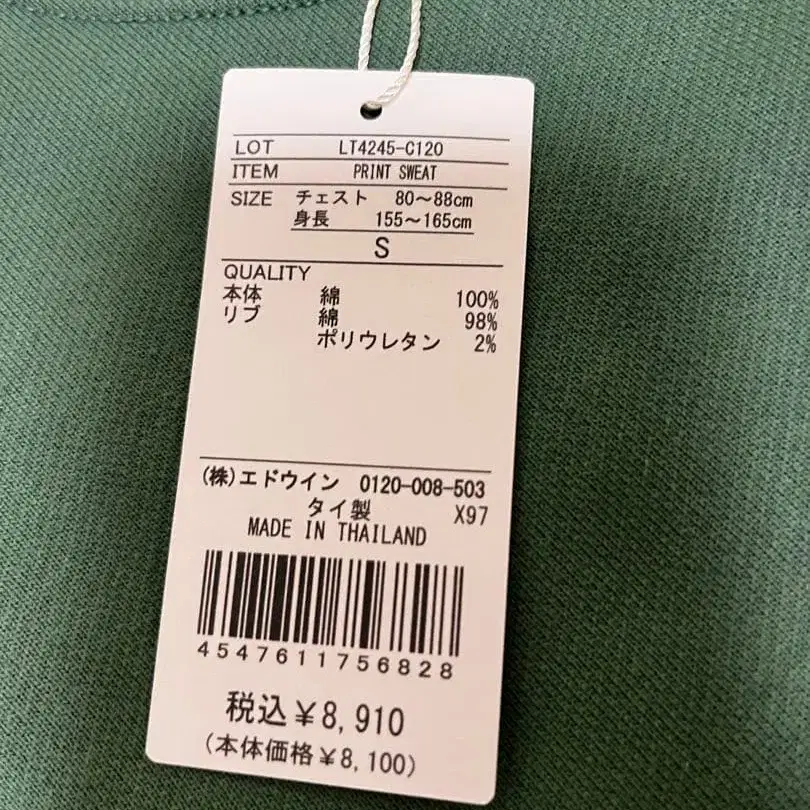 LOT LT4245-C120
ITEM PRINT SWEAT
SIZE チェスト 80～88cm
身長 155～165cm
S
QUALITY
本体 綿 100%
リブ 綿 98%
ポリウレタン 2%
(株)エドウイン 0120-008-503
タイ製 X97
MADE IN THAILAND
4547611756828
税込¥8,910
(本体価格¥8,100)